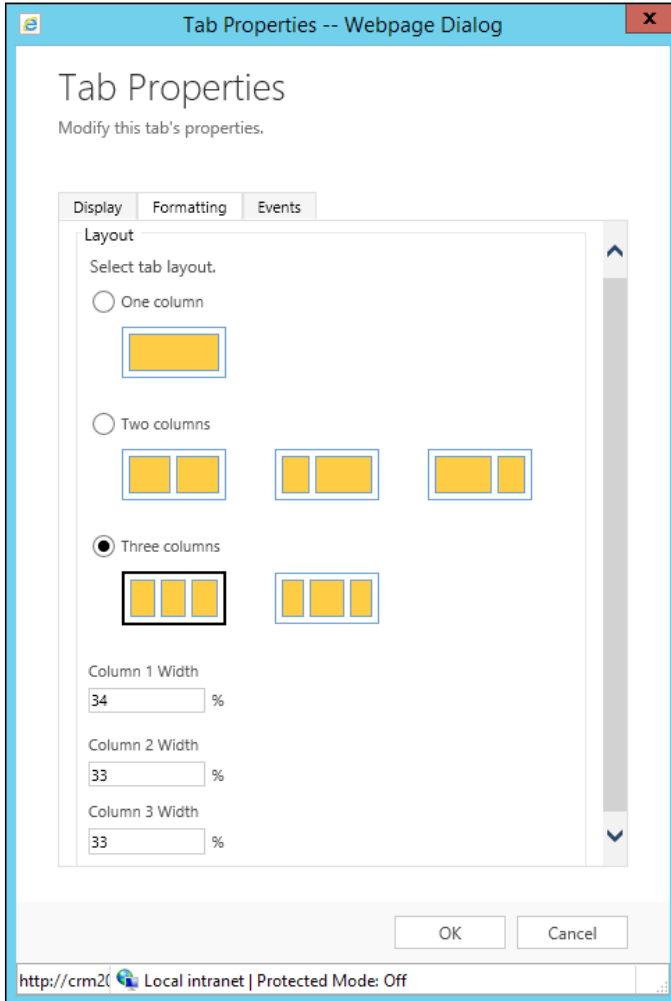 Tab Properties -- Webpage Dialog
x
Tab Properties
Modify this tab's properties.
Display Formatting Events
Layout
Select tab layout.
One column
Two columns
Three columns
Column 1 Width
34 %
Column 2 Width
33 %
Column 3 Width
33 %
OK Cancel
http://crm20 Local intranet | Protected Mode: Off